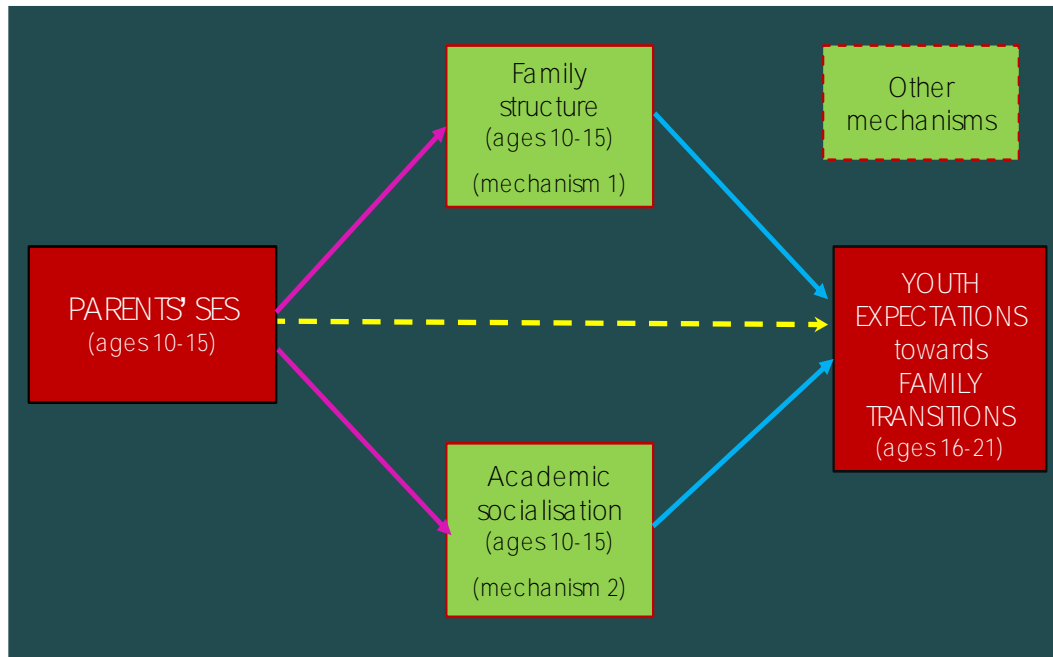 Family
structure
(ages 10-15)
(mechanism 1)
Other
mechanisms
PARENTS' SES
(ages 10-15)
YOUTH
EXPECTATIONS
towards
FAMILY
TRANSITIONS
(ages 16-21)
Academic
socialisation
(ages 10-15)
(mechanism 2)